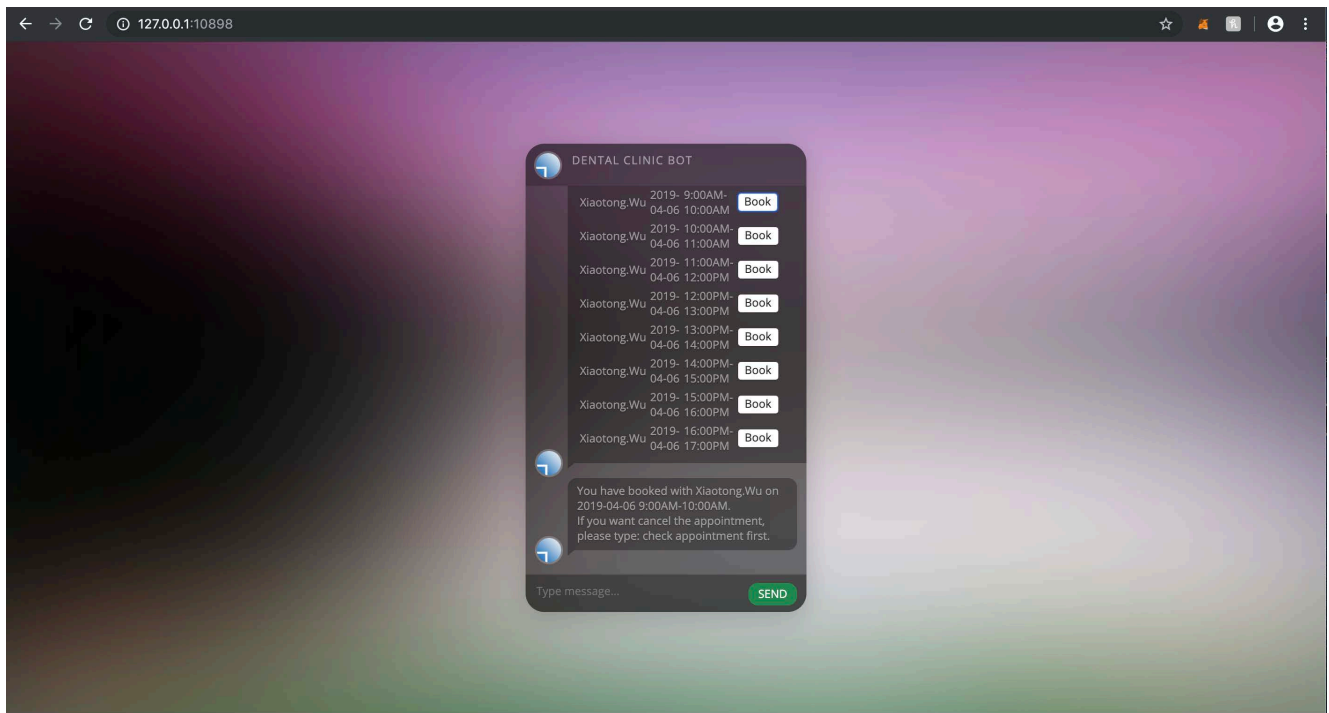 127.0.0.1:10898
DENTAL CLINIC BOT
Xiaotong.Wu 2019- 9:00AM- Book
04-06 10:00AM
Xiaotong.Wu 2019- 10:00AM- Book
04-06 11:00AM
Xiaotong.Wu 2019- 11:00AM- Book
04-06 12:00PM
Xiaotong.Wu 2019- 12:00PM- Book
04-06 13:00PM
Xiaotong.Wu 2019- 13:00PM- Book
04-06 14:00PM
Xiaotong.Wu 2019- 14:00PM- Book
04-06 15:00PM
Xiaotong.Wu 2019- 15:00PM- Book
04-06 16:00PM
Xiaotong.Wu 2019- 16:00PM- Book
04-06 17:00PM
You have booked with Xiaotong.Wu on
2019-04-06 9:00AM-10:00AM.
If you want cancel the appointment,
please type: check appointment first.
Type message... SEND